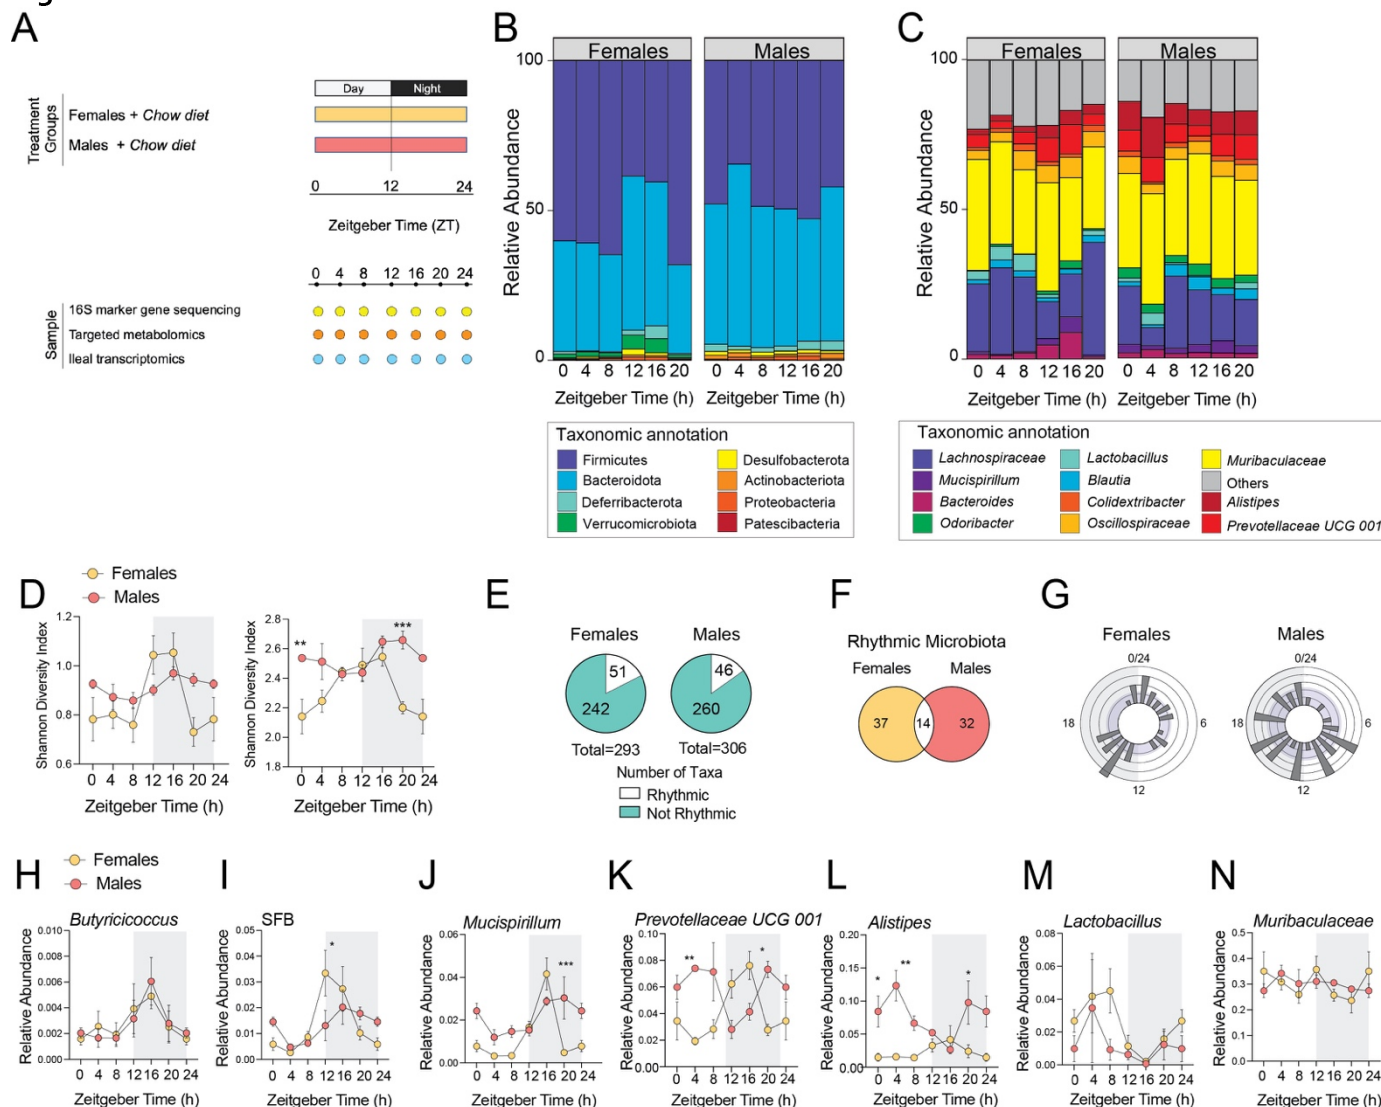 A
Treatment
Groups
Females + Chow diet
Males + Chow diet
Day Night
0 12 24
Zeitgeber Time (ZT)
0 4 8 12 16 20 24
Sample
16S marker gene sequencing
Targeted metabolomics
Ileal transcriptomics
B
Females Males
Relative Abundance
100
50
0
0 4 8 12 16 20 0 4 8 12 16 20
Zeitgeber Time (h) Zeitgeber Time (h)
Taxonomic annotation
Firmicutes Desulfobacterota
Bacteroidota Actinobacteriota
Deferribacterota Proteobacteria
Verrucomicrobiota Patescibacteria
C
Females Males
Relative Abundance
100
50
0
0 4 8 12 16 20 0 4 8 12 16 20
Zeitgeber Time (h) Zeitgeber Time (h)
Taxonomic annotation
Lachnospiraceae Lactobacillus Muribaculaceae
Mucispirillum Blautia Others
Bacteroides Colidextribacter Alistipes
Odoribacter Oscillospiraceae Prevotellaceae UCG 001
D
Females
Males
Shannon Diversity Index
1.2
1.0
0.8
0.6
0 4 8 12 16 20 24
Zeitgeber Time (h)
Shannon Diversity Index
2.8
2.6
2.4
2.2
2.0
1.8
** ***
0 4 8 12 16 20 24
Zeitgeber Time (h)
E
Females Males
51 46
242 260
Total=293 Total=306
Number of Taxa
Rhythmic
Not Rhythmic
F
Rhythmic Microbiota
Females Males
37 14 32
G
Females Males
0/24 0/24
18 6 18 6
12 12
Females
Males
H
Butyricicoccus
Relative Abundance
0.010
0.008
0.006
0.004
0.002
0.000
0 4 8 12 16 20 24
Zeitgeber Time (h)
I
SFB
Relative Abundance
0.05
0.04
0.03
0.02
0.01
0.00
*
0 4 8 12 16 20 24
Zeitgeber Time (h)
J
Mucispirillum
Relative Abundance
0.06
0.04
0.02
0.00
***
0 4 8 12 16 20 24
Zeitgeber Time (h)
K
Prevotellaceae UCG 001
Relative Abundance
0.10
0.08
0.06
0.04
0.02
0.00
** *
0 4 8 12 16 20 24
Zeitgeber Time (h)
L
Alistipes
Relative Abundance
0.20
0.15
0.10
0.05
0.00
* ** *
0 4 8 12 16 20 24
Zeitgeber Time (h)
M
Lactobacillus
Relative Abundance
0.08
0.06
0.04
0.02
0.00
0 4 8 12 16 20 24
Zeitgeber Time (h)
N
Muribaculaceae
Relative Abundance
0.5
0.4
0.3
0.2
0.1
0.0
0 4 8 12 16 20 24
Zeitgeber Time (h)